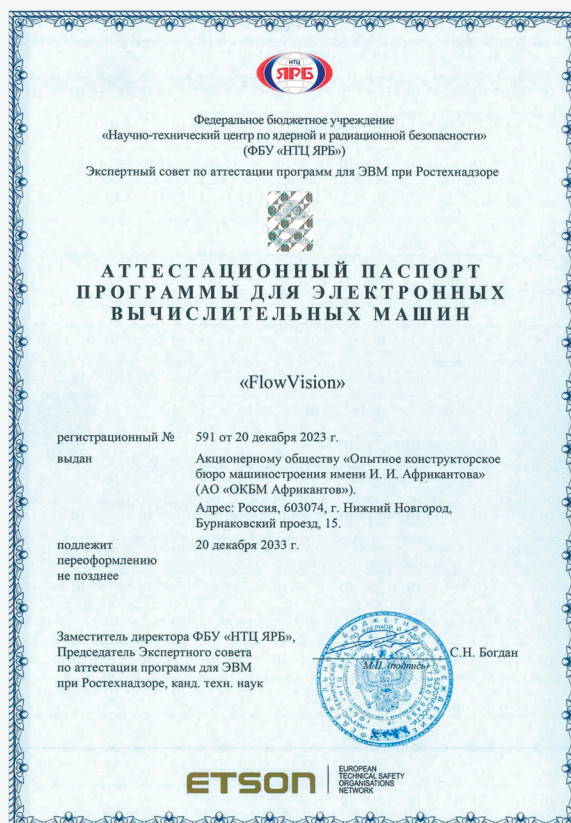 НТЦ
ЯРБ
Федеральное бюджетное учреждение
«Научно-технический центр по ядерной и радиационной безопасности»
(ФБУ «НТЦ ЯРБ»)
Экспертный совет по аттестации программ для ЭВМ при Ростехнадзоре
АТТЕСТАЦИОННЫЙ ПАСПОРТ
ПРОГРАММЫ ДЛЯ ЭЛЕКТРОННЫХ
ВЫЧИСЛИТЕЛЬНЫХ МАШИН
«FlowVision»
регистрационный № 591 от 20 декабря 2023 г.
выдан Акционерному обществу «Опытное конструкторское
бюро машиностроения имени И. И. Африкантова»
(АО «ОКБМ Африкантов»).
Адрес: Россия, 603074, г. Нижний Новгород,
Бурнаковский проезд, 15.
подлежит 20 декабря 2033 г.
переоформлению
не позднее
Заместитель директора ФБУ «НТЦ ЯРБ»,
Председатель Экспертного совета С.Н. Богдан
по аттестации программ для ЭВМ М.П. (подпись)
при Ростехнадзоре, канд. техн. наук
ETSON
EUROPEAN
TECHNICAL SAFETY
ORGANISATIONS
NETWORK